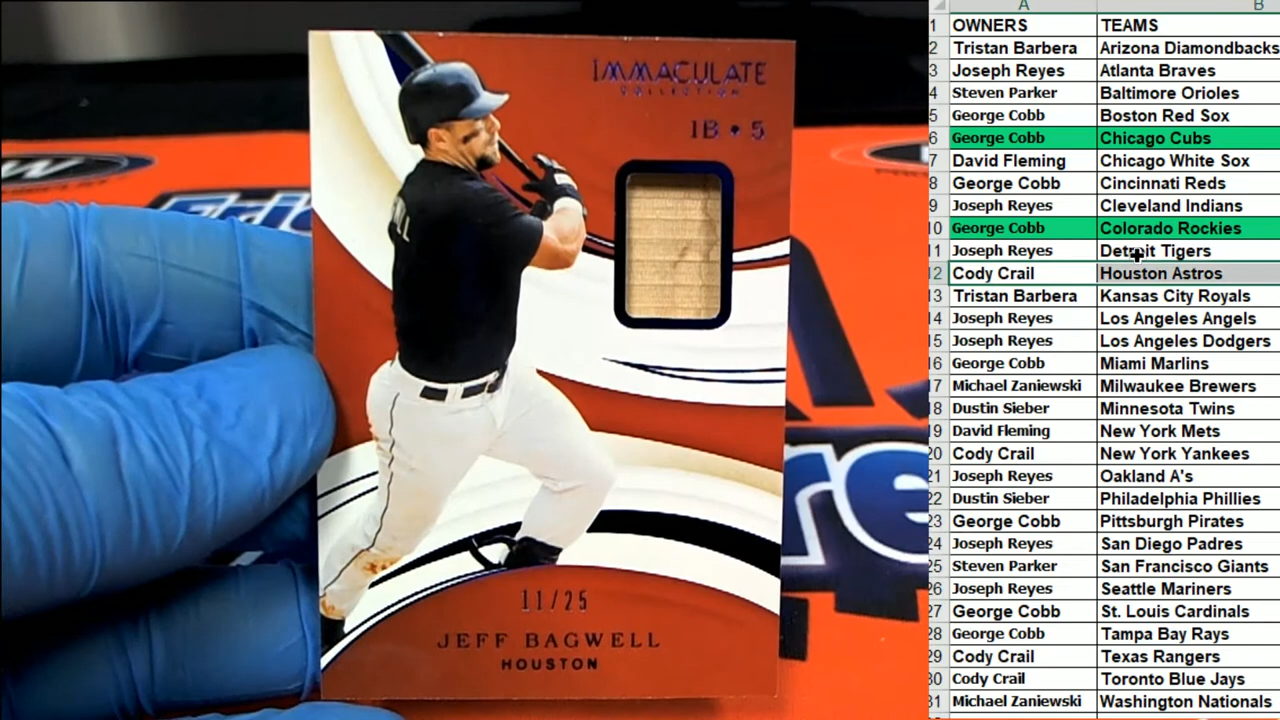 IMMACULATE
COLLECTION
1B • 5
11/25
JEFF BAGWELL
HOUSTON
A B
1 OWNERS TEAMS
2 Tristan Barbera Arizona Diamondbacks
3 Joseph Reyes Atlanta Braves
4 Steven Parker Baltimore Orioles
5 George Cobb Boston Red Sox
6 George Cobb Chicago Cubs
7 David Fleming Chicago White Sox
8 George Cobb Cincinnati Reds
9 Joseph Reyes Cleveland Indians
10 George Cobb Colorado Rockies
11 Joseph Reyes Detroit Tigers
12 Cody Crail Houston Astros
13 Tristan Barbera Kansas City Royals
14 Joseph Reyes Los Angeles Angels
15 Joseph Reyes Los Angeles Dodgers
16 George Cobb Miami Marlins
17 Michael Zaniewski Milwaukee Brewers
18 Dustin Sieber Minnesota Twins
19 David Fleming New York Mets
20 Cody Crail New York Yankees
21 Joseph Reyes Oakland A's
22 Dustin Sieber Philadelphia Phillies
23 George Cobb Pittsburgh Pirates
24 Joseph Reyes San Diego Padres
25 Steven Parker San Francisco Giants
26 Joseph Reyes Seattle Mariners
27 George Cobb St. Louis Cardinals
28 George Cobb Tampa Bay Rays
29 Cody Crail Texas Rangers
30 Cody Crail Toronto Blue Jays
31 Michael Zaniewski Washington Nationals